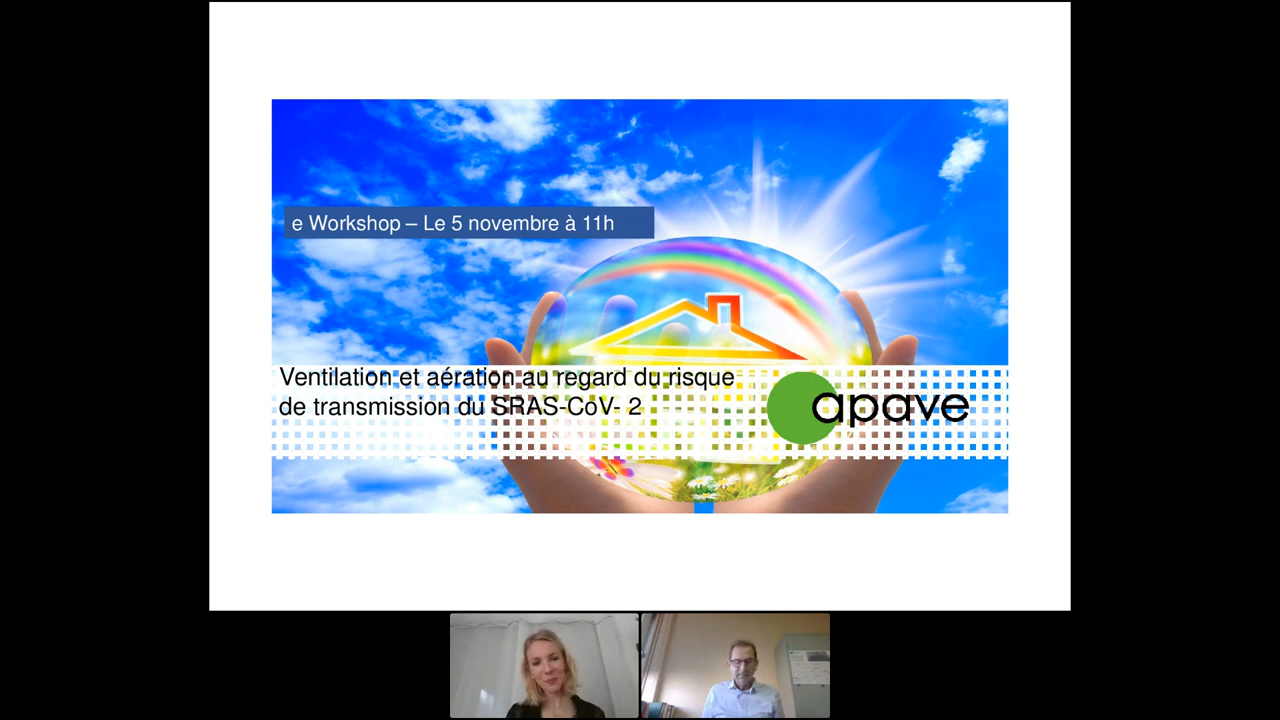 e Workshop – Le 5 novembre à 11h
Ventilation et aération au regard du risque
de transmission du SRAS-CoV- 2
apave